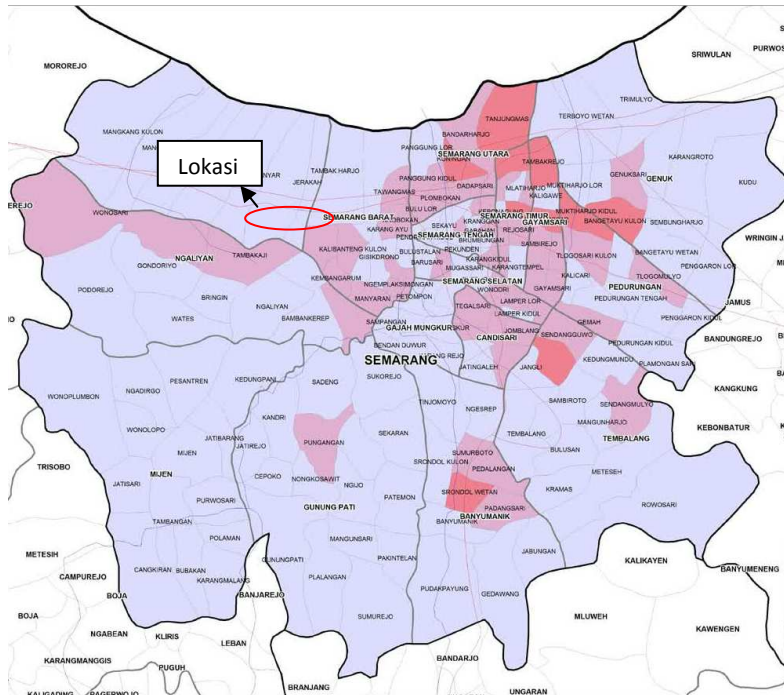 MOROREJO
SRIWULAN
PURWOS
TRIMULYO
TANJUNGMAS
TERBOYO WETAN
MANGKANG KULON
BANDARHARJO
PANGGUNG LOR
Lokasi
TAMBAK HARJO
JERAKAH
SEMARANG UTARA
TAMBAKREJO
KARANGROTO
GENUKSARI
GENUK
KUDU
PANGGUNG KIDUL
DADAPSARI
MLATIHARJO
MUKTIHARJO LOR
KALIGAWE
TAWANGMAS
PLOMBOKAN
BULU LOR
WONOSARI
SEMARANG BARAT
SEMARANG TIMUR
GAYAMSARI
MUKTIHARJO KIDUL
BANGETAYU KULON
SEMBUNGHARJO
KARANG AYU
SEKAYU
KRANGGAN
REJOSARI
SEMARANG TENGAH
BRUMBUNGAN
SAMBIREJO
WRINGIN J
NGALIYAN
GONDORIYO
TAMBAKAJI
KALIBANTENG KULON
GISIKDRONO
BULUSTALAN
PEKUNDEN
BARUSARI
MUGASSARI
KARANGKIDUL
KARANGTEMPEL
TLOGOSARI KULON
BANGETAYU WETAN
PENGGARON LOR
KALICARI
TLOGOMULYO
KEMBANGARUM
NGEMPLAKSIMONGAN
SEMARANG SELATAN
WONODRI
GAYAMSARI
PEDURUNGAN
PEDURUNGAN TENGAH
PODOREJO
BRINGIN
NGALIYAN
MANYARAN
PETOMPON
LAMPER LOR
TEGALSARI
LAMPER KIDUL
JAMUS
PENGGARON KIDUL
WATES
BAMBANKEREP
GAJAH MUNGKUR
CANDISARI
JOMBLANG
GEMAH
SENDANGGUWO
BENDAN DUWUR
PEDURUNGAN KIDUL
BANDUNGREJO
SEMARANG
JATINGALEH
JANGLI
KEDUNGMUNDU
PLAMONGAN SARI
PESANTREN
KEDUNGPANI
SADENG
SUKOREJO
KANGKUNG
WONOPLUMBON
NGADIRGO
TINJOMOYO
NGESREP
SAMBIROTO
SENDANGMULYO
MANGUNHARJO
KANDRI
WONOLOPO
JATIBARANG
SEKARAN
TEMBALANG
KEBONBATUR
TEMBALANG
PUNGANGAN
JATIREJO
MIJEN
SUMURBOTO
BULUSAN
TRISOBO
MIJEN
CEPOKO
NONGKOSAWIT
NGIJO
SRONDOL KULON
PEDALANGAN
METESEH
JATISARI
SRONDOL WETAN
KRAMAS
PATEMON
PURWOSARI
GUNUNG PATI
PADANGSARI
ROWOSARI
BANYUMANIK
BANYUMANIK
TAMBANGAN
POLAMAN
MANGUNSARI
METESIH
PAKINTELAN
JABUNGAN
KALIKAYEN
CANGKIRAN
BUBAKAN
BANYUMENENG
CAMPUREJO
KARANGMALANG
PLALANGAN
PUDAKPAYUNG
GEDAWANG
BOJA
BANJAREJO
BOJA
SUMUREJO
MLUWEH
KAWENGEN
NGABEAN
KLIRIS
LEBAN
KARANGMANGGIS
PUGUH
BANDARJO
BRANJANG
UNGARAN